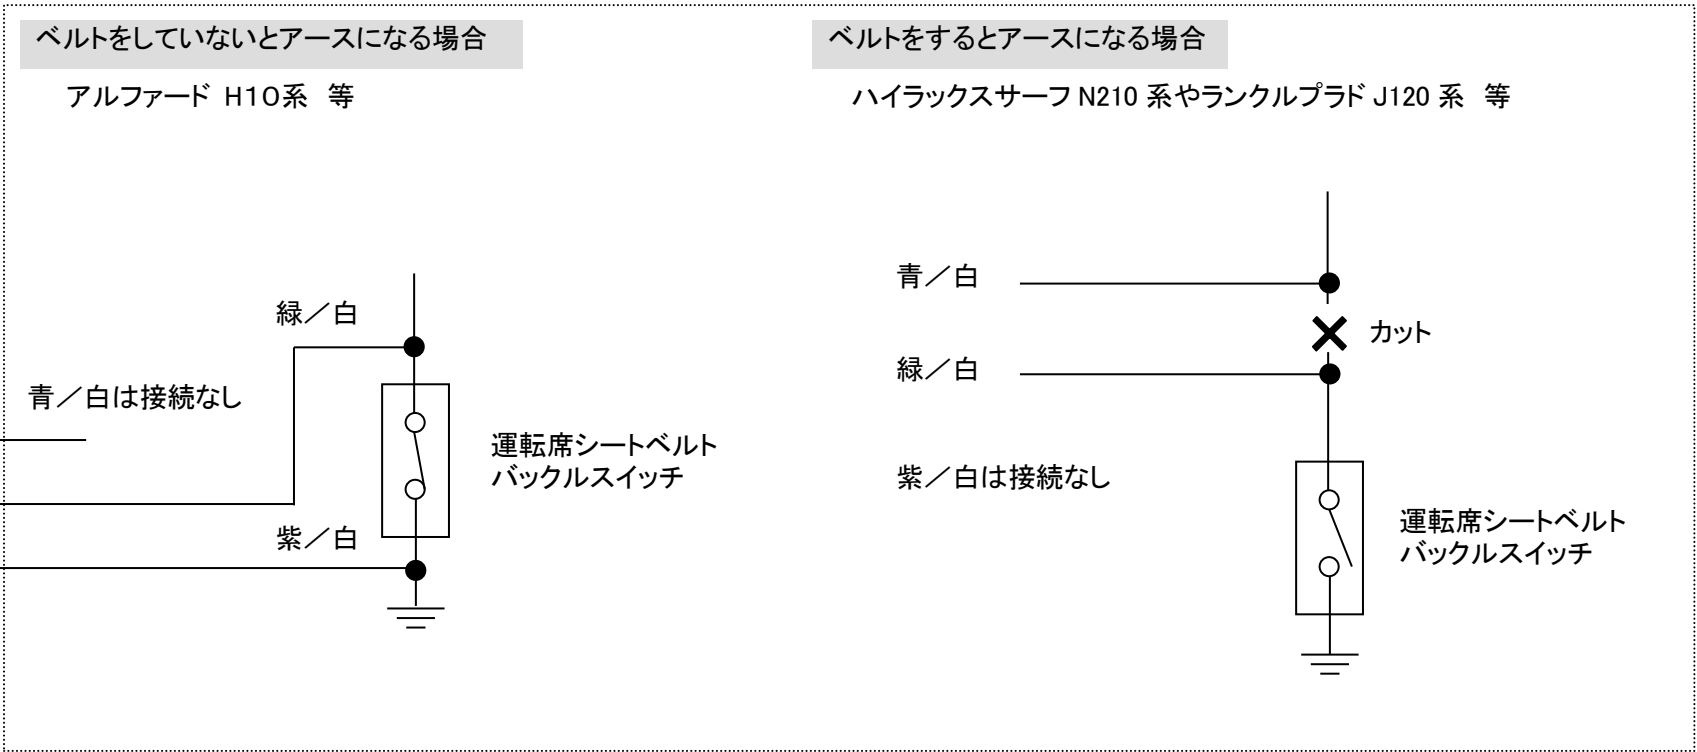 ベルトをしていないとアースになる場合
アルファード H10系 等
緑／白
青／白は接続なし
運転席シートベルト
バックルスイッチ
紫／白
ベルトをするとアースになる場合
ハイラックスサーフ N210 系やランクルプラド J120 系 等
青／白
カット
緑／白
紫／白は接続なし
運転席シートベルト
バックルスイッチ